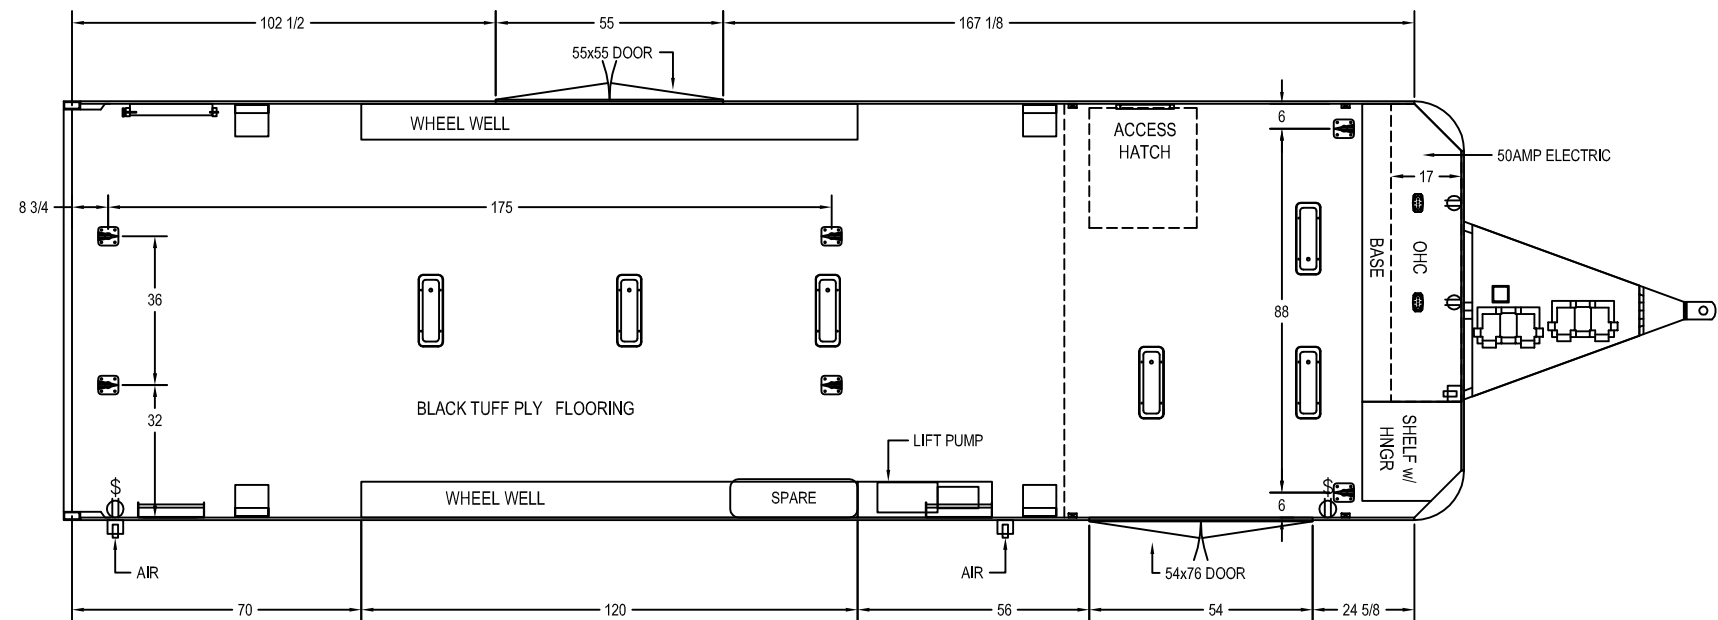 102 1/2
55
167 1/8
55x55 DOOR
WHEEL WELL
ACCESS
HATCH
6
50AMP ELECTRIC
17
8 3/4
175
BASE
OHC
36
88
32
BLACK TUFF PLY FLOORING
LIFT PUMP
SHELF w/
HNGR
WHEEL WELL
SPARE
$
$
6
AIR
AIR
54x76 DOOR
70
120
56
54
24 5/8